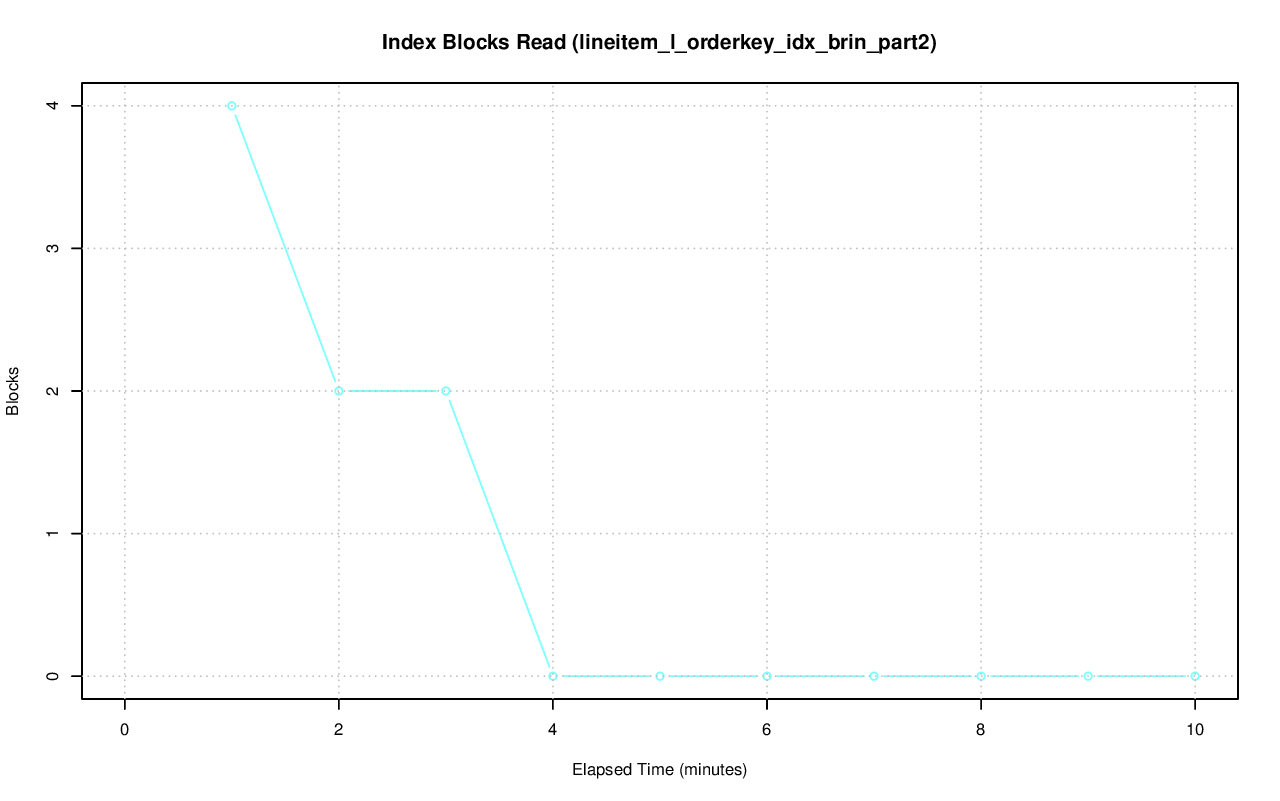 Index Blocks Read (lineitem_l_orderkey_idx_brin_part2)
4
3
2
1
0
Blocks
0 2 4 6 8 10
Elapsed Time (minutes)